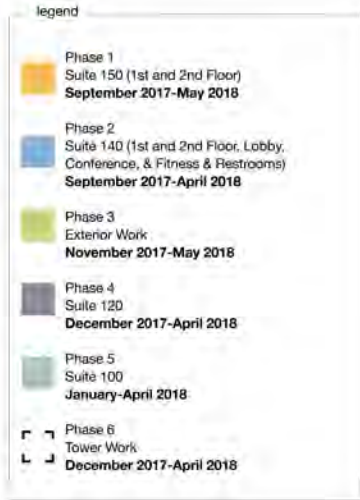 legend
Phase 1
Suite 150 (1st and 2nd Floor)
September 2017-May 2018
Phase 2
Suite 140 (1st and 2nd Floor, Lobby,
Conference, & Fitness & Restrooms)
September 2017-April 2018
Phase 3
Exterior Work
November 2017-May 2018
Phase 4
Suite 120
December 2017-April 2018
Phase 5
Suite 100
January-April 2018
Phase 6
Tower Work
December 2017-April 2018